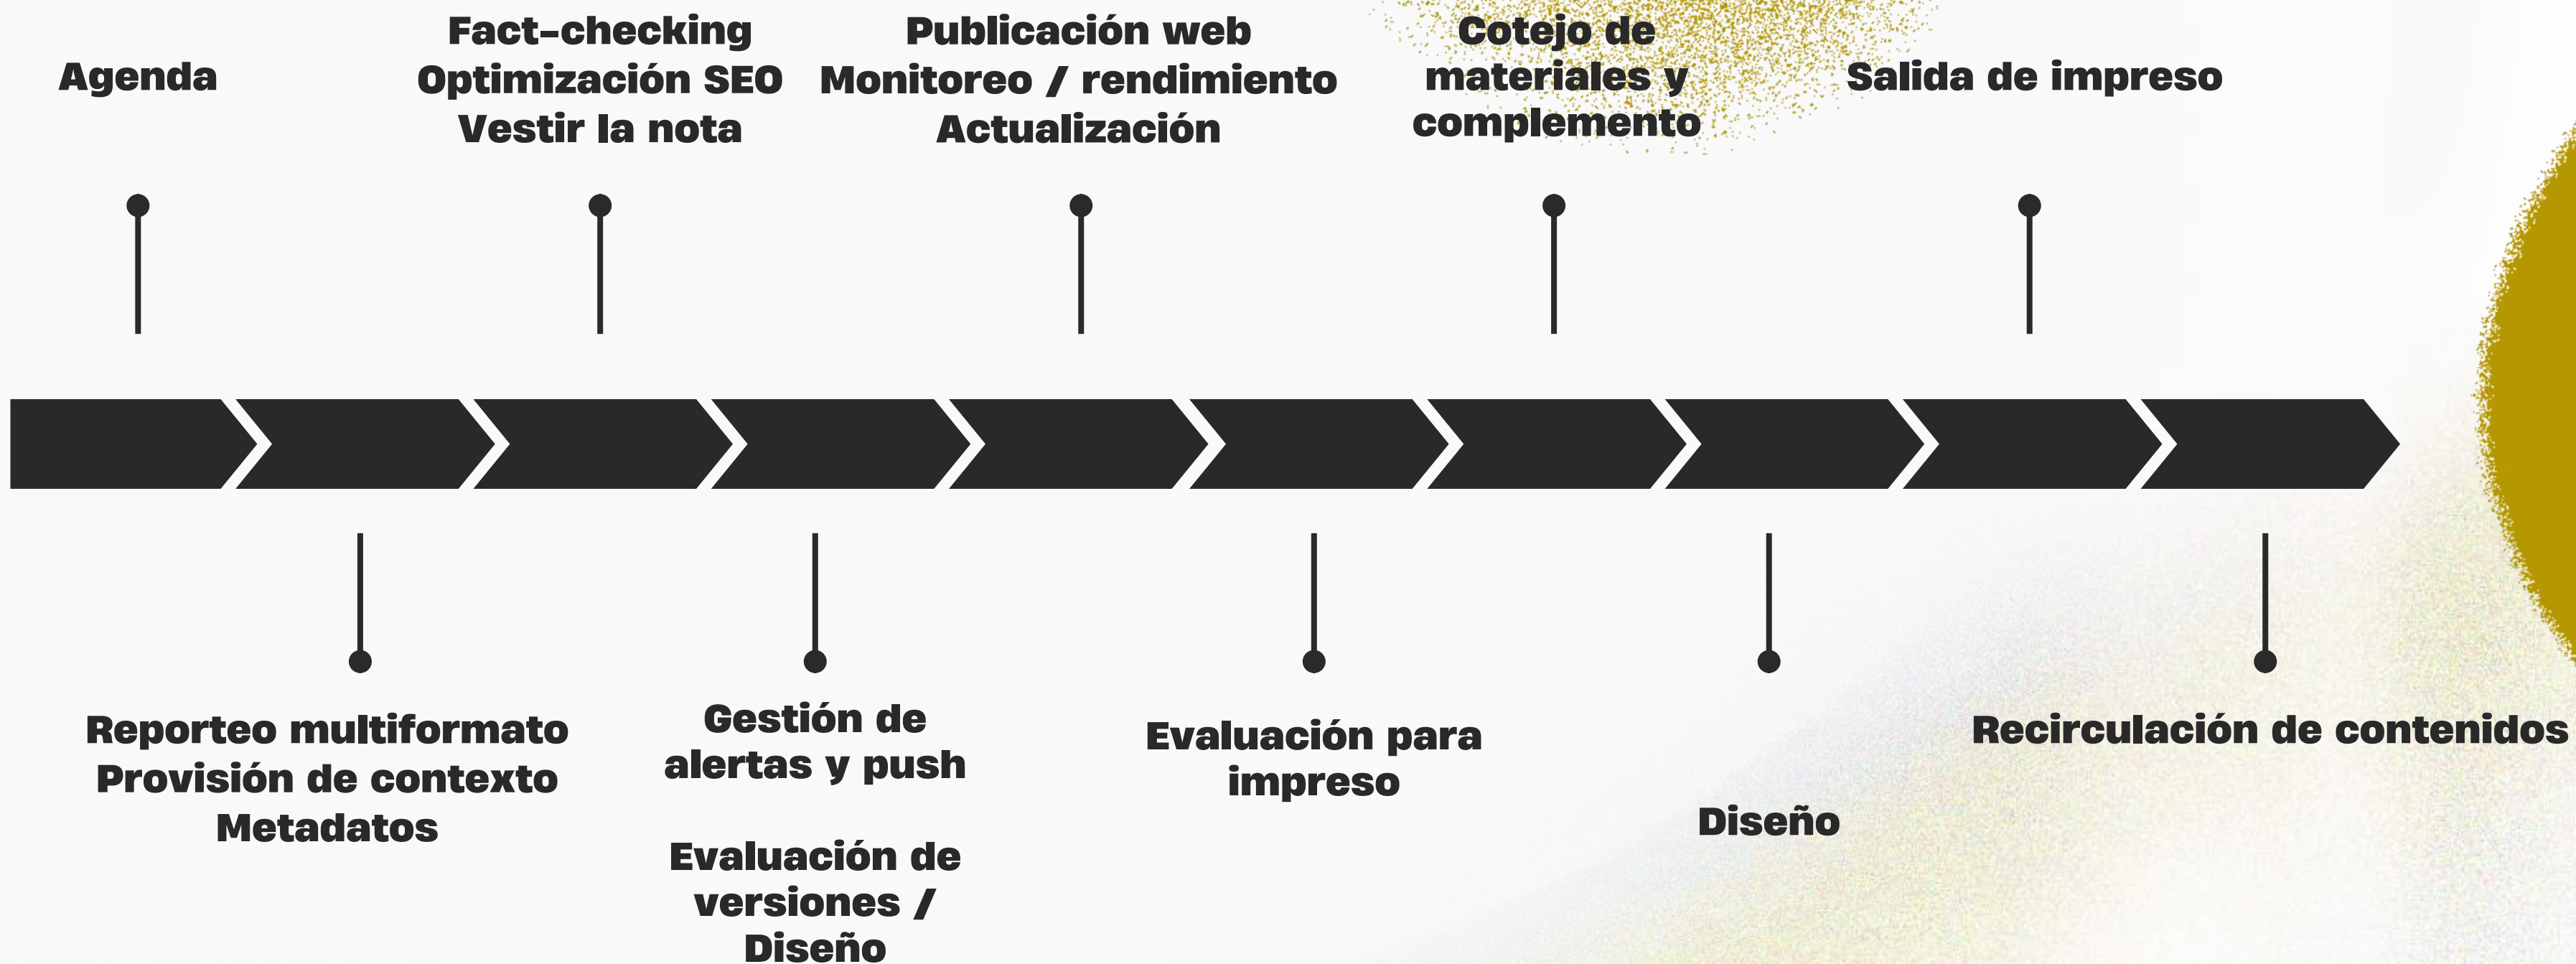 Agenda
Fact-checking
Optimización SEO
Vestir la nota
Publicación web
Monitoreo / rendimiento
Actualización
Cotejo de
materiales y
complemento
Salida de impreso
Reporteo multiformato
Provisión de contexto
Metadatos
Gestión de
alertas y push
Evaluación de
versiones /
Diseño
Evaluación para
impreso
Diseño
Recirculación de contenidos